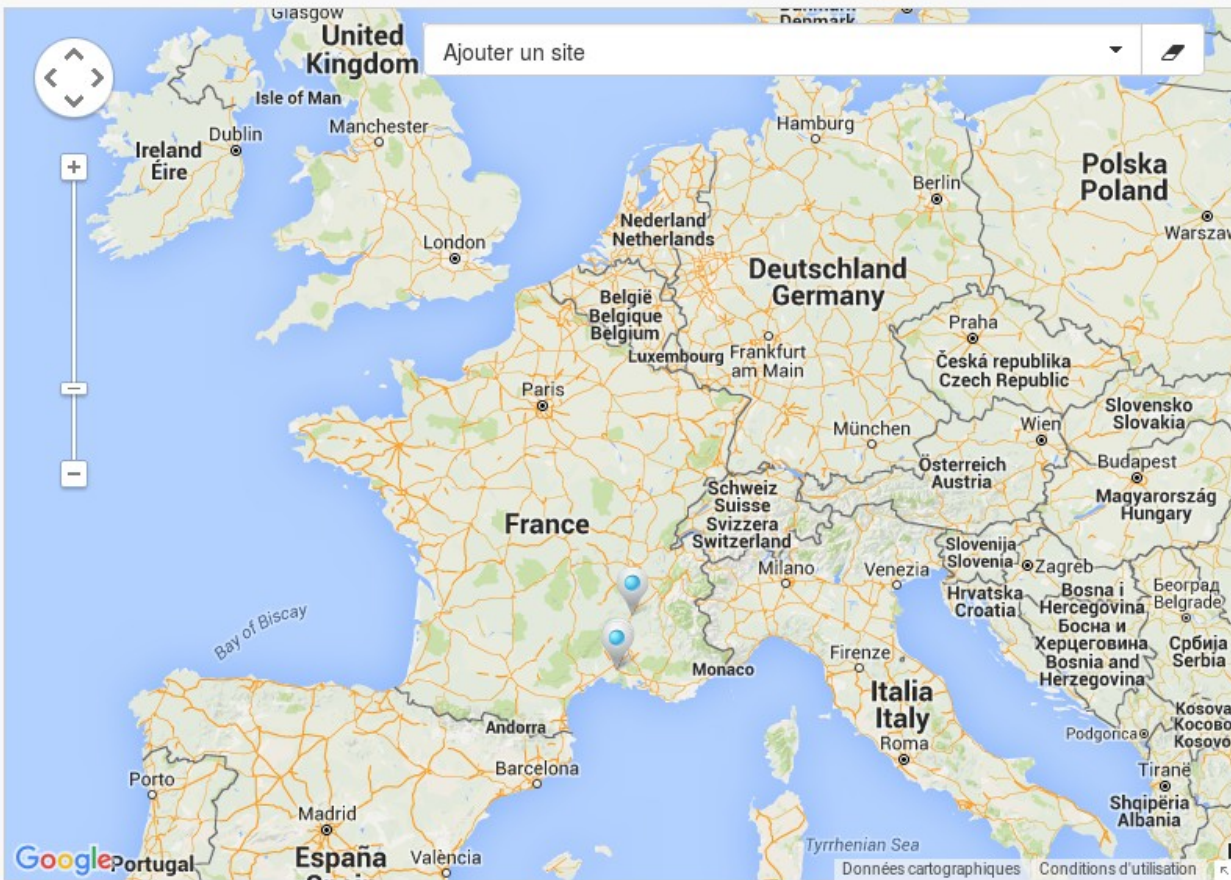 Glasgow
United
Kingdom
Ajouter un site
Denmark
Isle of Man
Manchester
Dublin
Ireland
Éire
Hamburg
Polska
Poland
Berlin
Nederland
Netherlands
London
Deutschland
Germany
België
Belgique
Belgium
Praha
Luxembourg
Frankfurt
am Main
Česká republika
Czech Republic
Paris
Slovensko
Slovakia
München
Wien
Österreich
Austria
Budapest
Magyarország
Hungary
Schweiz
Suisse
Svizzera
Switzerland
France
Slovenija
Slovenia
Zagreb
Milano
Venezia
Hrvatska
Croatia
Bosna i
Hercegovina
Босна и
Херцеговина
Bosnia and
Herzegovina
Београд
Belgrade
Србија
Serbia
Bay of Biscay
Monaco
Firenze
Italia
Italy
Kosova
Косово
Kosovo
Andorra
Podgorica
Roma
Barcelona
Porto
Tiranë
Shqipëria
Albania
Madrid
Tyrrhenian Sea
Google
Portugal
España
València
Données cartographiques
Conditions d'utilisation